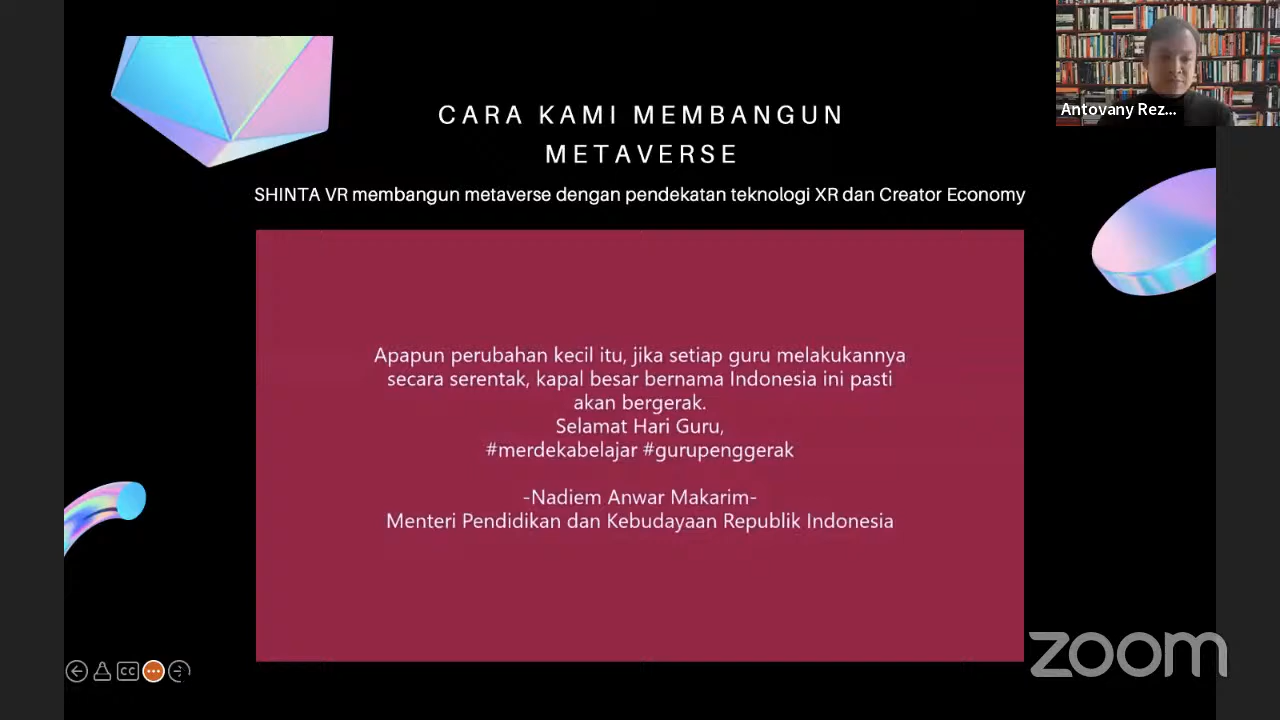 CARA KAMI MEMBANGUN
METAVERSE
SHINTA VR membangun metaverse dengan pendekatan teknologi XR dan Creator Economy
Antovany Rez...
Apapun perubahan kecil itu, jika setiap guru melakukannya
secara serentak, kapal besar bernama Indonesia ini pasti
akan bergerak.
Selamat Hari Guru,
#merdekabelajar #gurupenggerak
-Nadiem Anwar Makarim-
Menteri Pendidikan dan Kebudayaan Republik Indonesia
CC
zoom